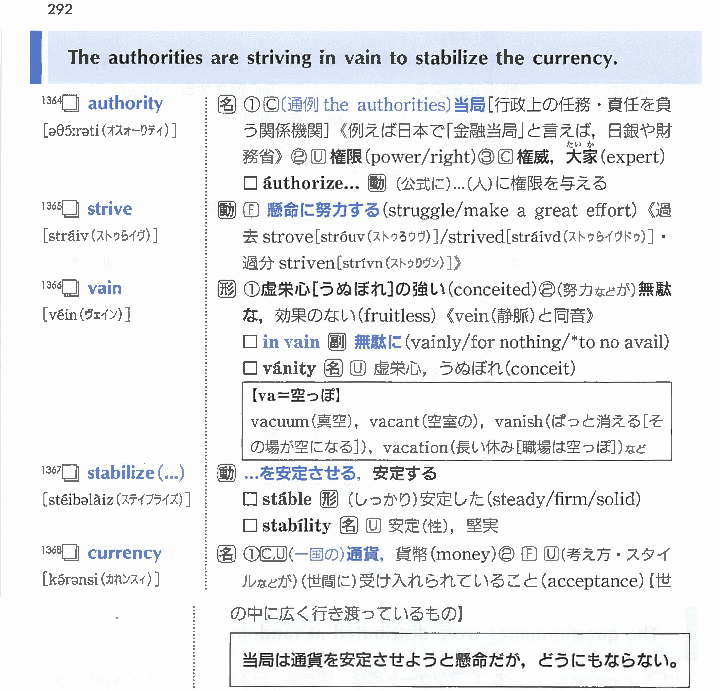 292
The authorities are striving in vain to stabilize the currency.
1364□ authority
[əθɔ́ːrəti(オスォーリティ)]
名 ①Ⓒ(通例 the authorities)当局[行政上の任務・責任を負
う関係機関]《例えば日本で「金融当局」と言えば, 日銀や財
務省》②Ⓤ権限(power/right)③Ⓒ権威, 大家(expert)
たいか
□ áuthorize... 動 (公式に)...(人)に権限を与える
1365□ strive
[stráiv(ストゥライヴ)]
動 Ⓕ 懸命に努力する(struggle/make a great effort)《過
去 strove[stróuv(ストゥろウヴ)]/strived[stráivd(ストゥらイヴドゥ)]・
過分 striven[strívn(ストゥりヴン)]》
1366□ vain
[véin(ヴェイン)]
形 ①虚栄心[うぬぼれ]の強い(conceited)②(努力などが)無駄
な, 効果のない(fruitless)《vein(静脈)と同音》
□ in vain 副 無駄に(vainly/for nothing/*to no avail)
□ vánity 名 Ⓤ 虚栄心, うぬぼれ(conceit)
【va=空っぽ】
vacuum(真空), vacant(空室の), vanish(ぱっと消える[そ
の場が空になる]), vacation(長い休み[職場は空っぽ])など
1367□ stabilize(...)
[stéibəlàiz(ステイブライズ)]
動 ...を安定させる, 安定する
□ stáble 形 (しっかり)安定した(steady/firm/solid)
□ stabílity 名 Ⓤ 安定(性), 堅実
1368□ currency
[kə́rənsi(カれンスィ)]
名 ①Ⓒ,Ⓤ(一国の)通貨, 貨幣(money)② Ⓕ Ⓤ(考え方・スタイ
ルなどが)(世間に)受け入れられていること(acceptance)【世
の中に広く行き渡っているもの】
当局は通貨を安定させようと懸命だが, どうにもならない。